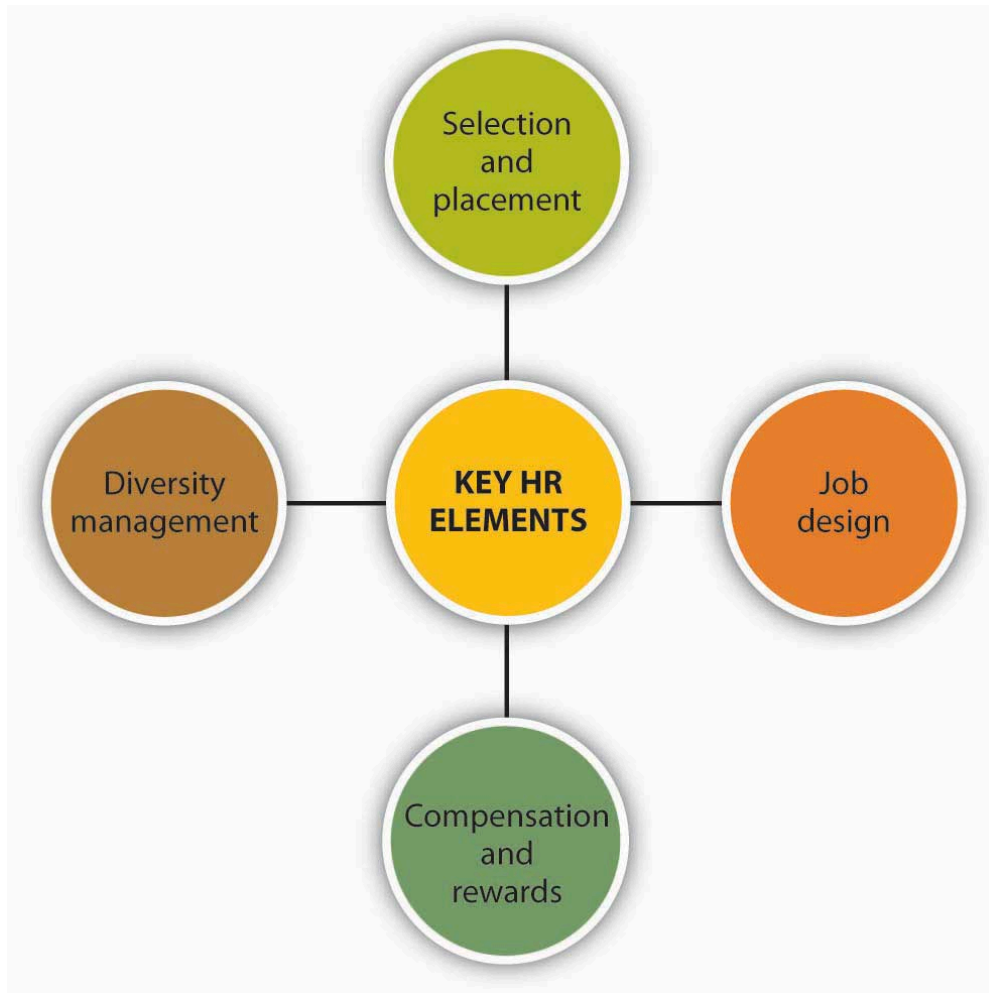 Selection
and
placement
Diversity
management
KEY HR
ELEMENTS
Job
design
Compensation
and
rewards